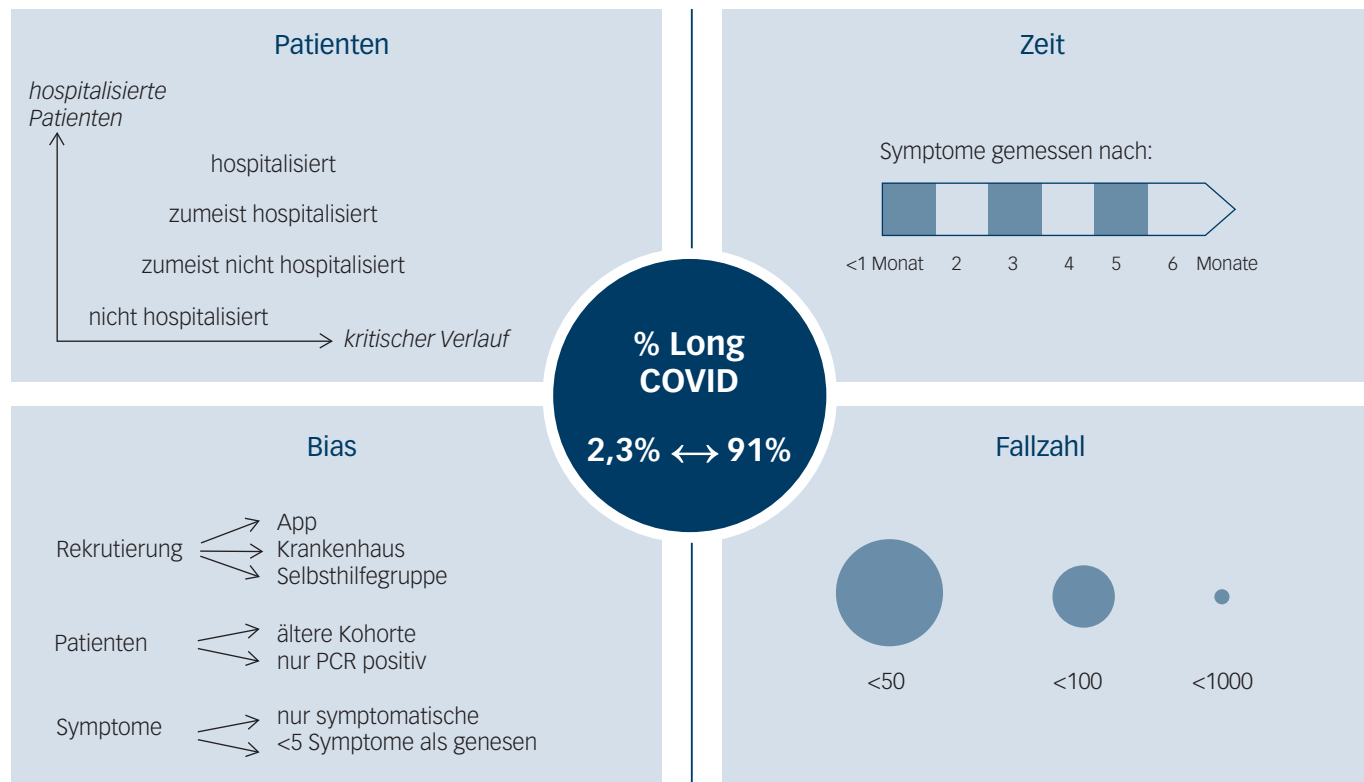 Patienten
hospitalisierte
Patienten
hospitalisiert
zumeist hospitalisiert
zumeist nicht hospitalisiert
nicht hospitalisiert
kritischer Verlauf
Zeit
Symptome gemessen nach:
<1 Monat 2 3 4 5 6 Monate
% Long
COVID
2,3% ↔ 91%
Bias
Rekrutierung
App
Krankenhaus
Selbsthilfegruppe
Patienten
ältere Kohorte
nur PCR positiv
Symptome
nur symptomatische
<5 Symptome als genesen
Fallzahl
<50 <100 <1000